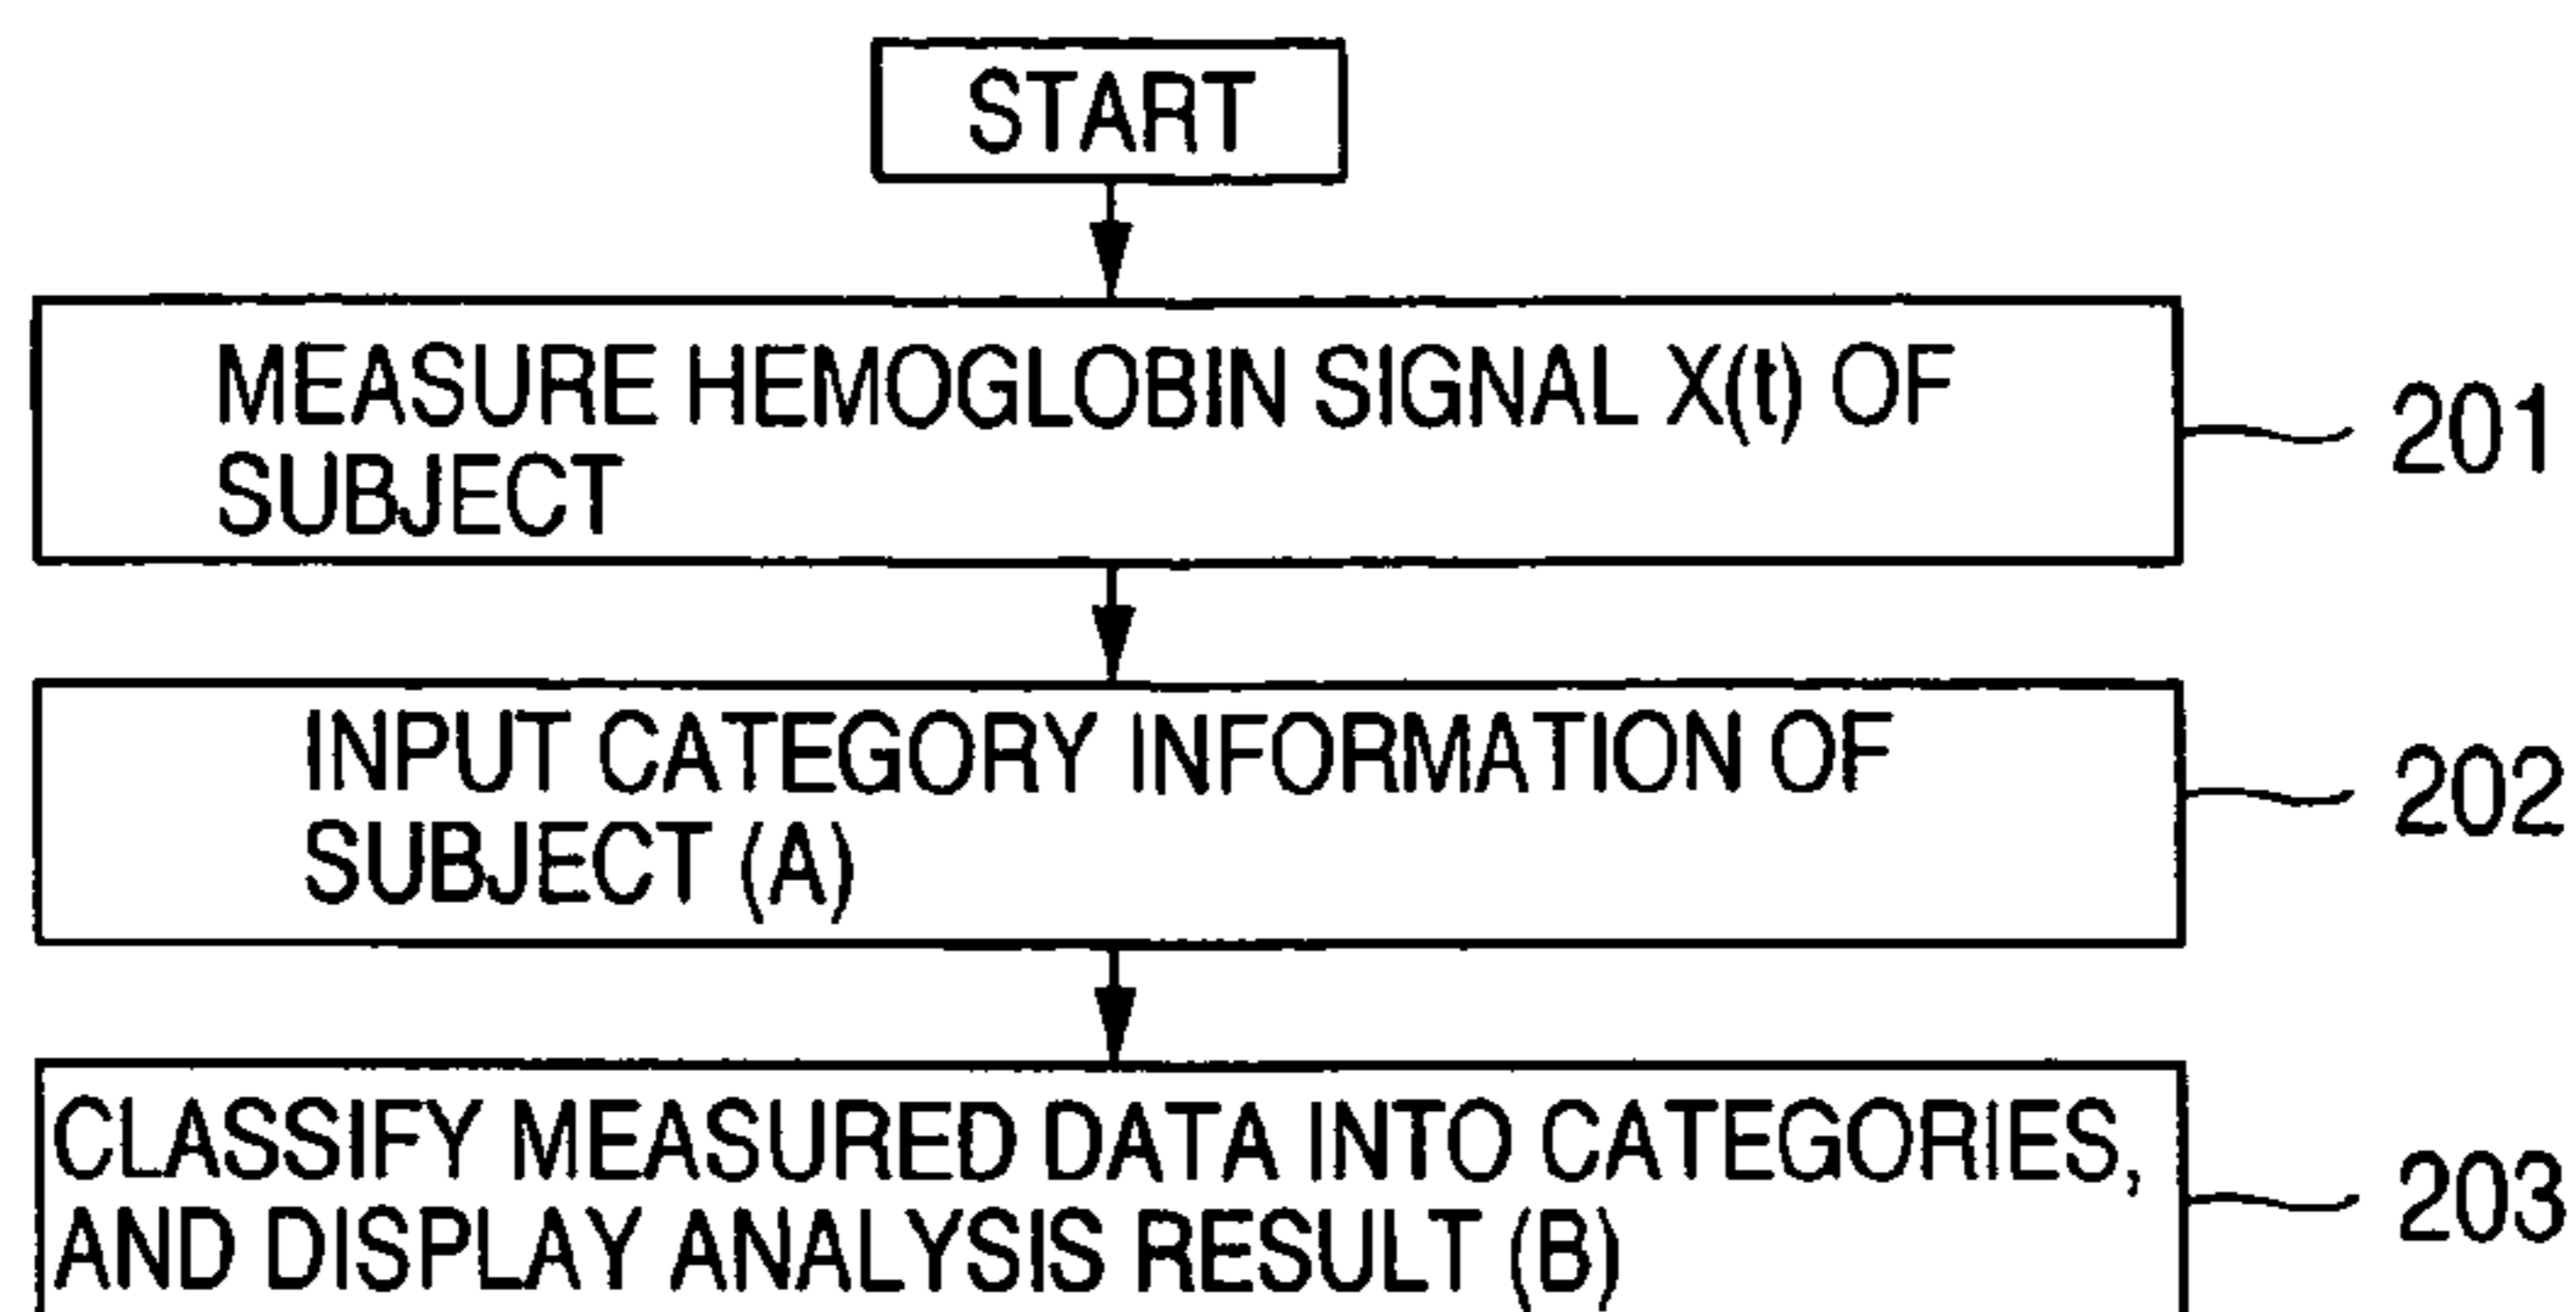 START
MEASURE HEMOGLOBIN SIGNAL X(t) OF
SUBJECT
201
INPUT CATEGORY INFORMATION OF
SUBJECT (A)
202
CLASSIFY MEASURED DATA INTO CATEGORIES,
AND DISPLAY ANALYSIS RESULT (B)
203